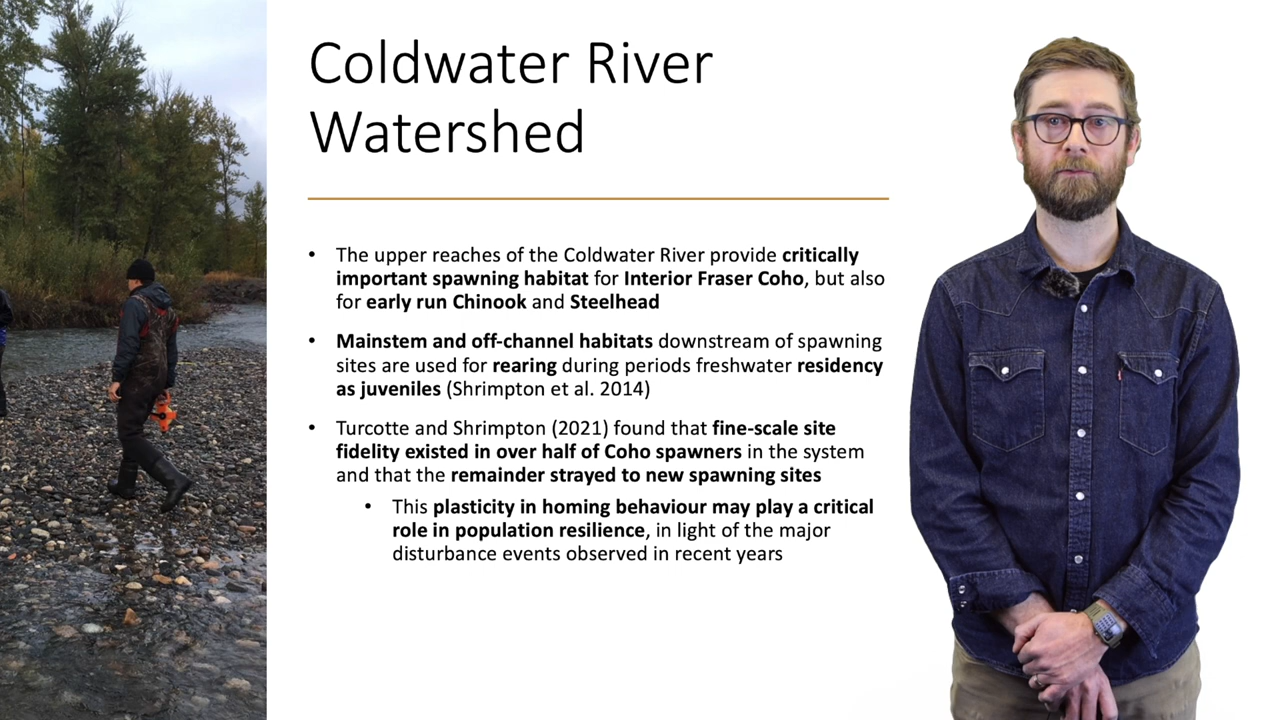 Coldwater River
Watershed
• The upper reaches of the Coldwater River provide critically
important spawning habitat for Interior Fraser Coho, but also
for early run Chinook and Steelhead
• Mainstem and off-channel habitats downstream of spawning
sites are used for rearing during periods freshwater residency
as juveniles (Shrimpton et al. 2014)
• Turcotte and Shrimpton (2021) found that fine-scale site
fidelity existed in over half of Coho spawners in the system
and that the remainder strayed to new spawning sites
• This plasticity in homing behaviour may play a critical
role in population resilience, in light of the major
disturbance events observed in recent years